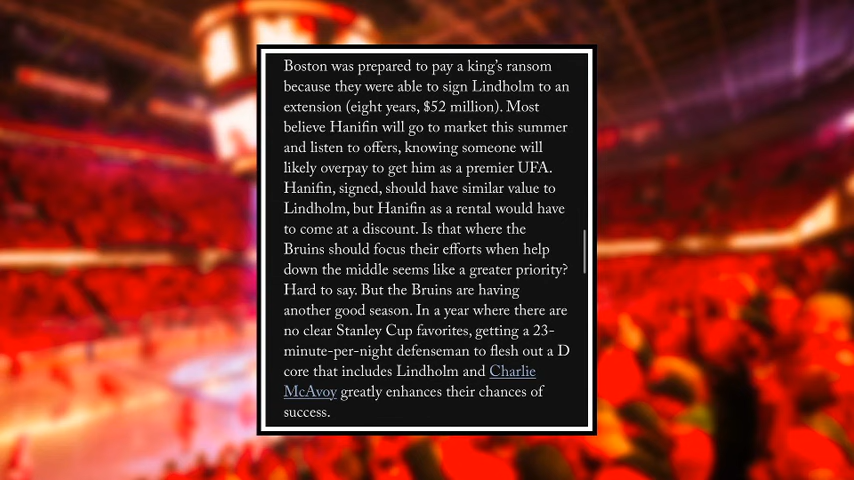 Boston was prepared to pay a king’s ransom
because they were able to sign Lindholm to an
extension (eight years, $52 million). Most
believe Hanifin will go to market this summer
and listen to offers, knowing someone will
likely overpay to get him as a premier UFA.
Hanifin, signed, should have similar value to
Lindholm, but Hanifin as a rental would have
to come at a discount. Is that where the
Bruins should focus their efforts when help
down the middle seems like a greater priority?
Hard to say. But the Bruins are having
another good season. In a year where there are
no clear Stanley Cup favorites, getting a 23-
minute-per-night defenseman to flesh out a D
core that includes Lindholm and Charlie
McAvoy greatly enhances their chances of
success.